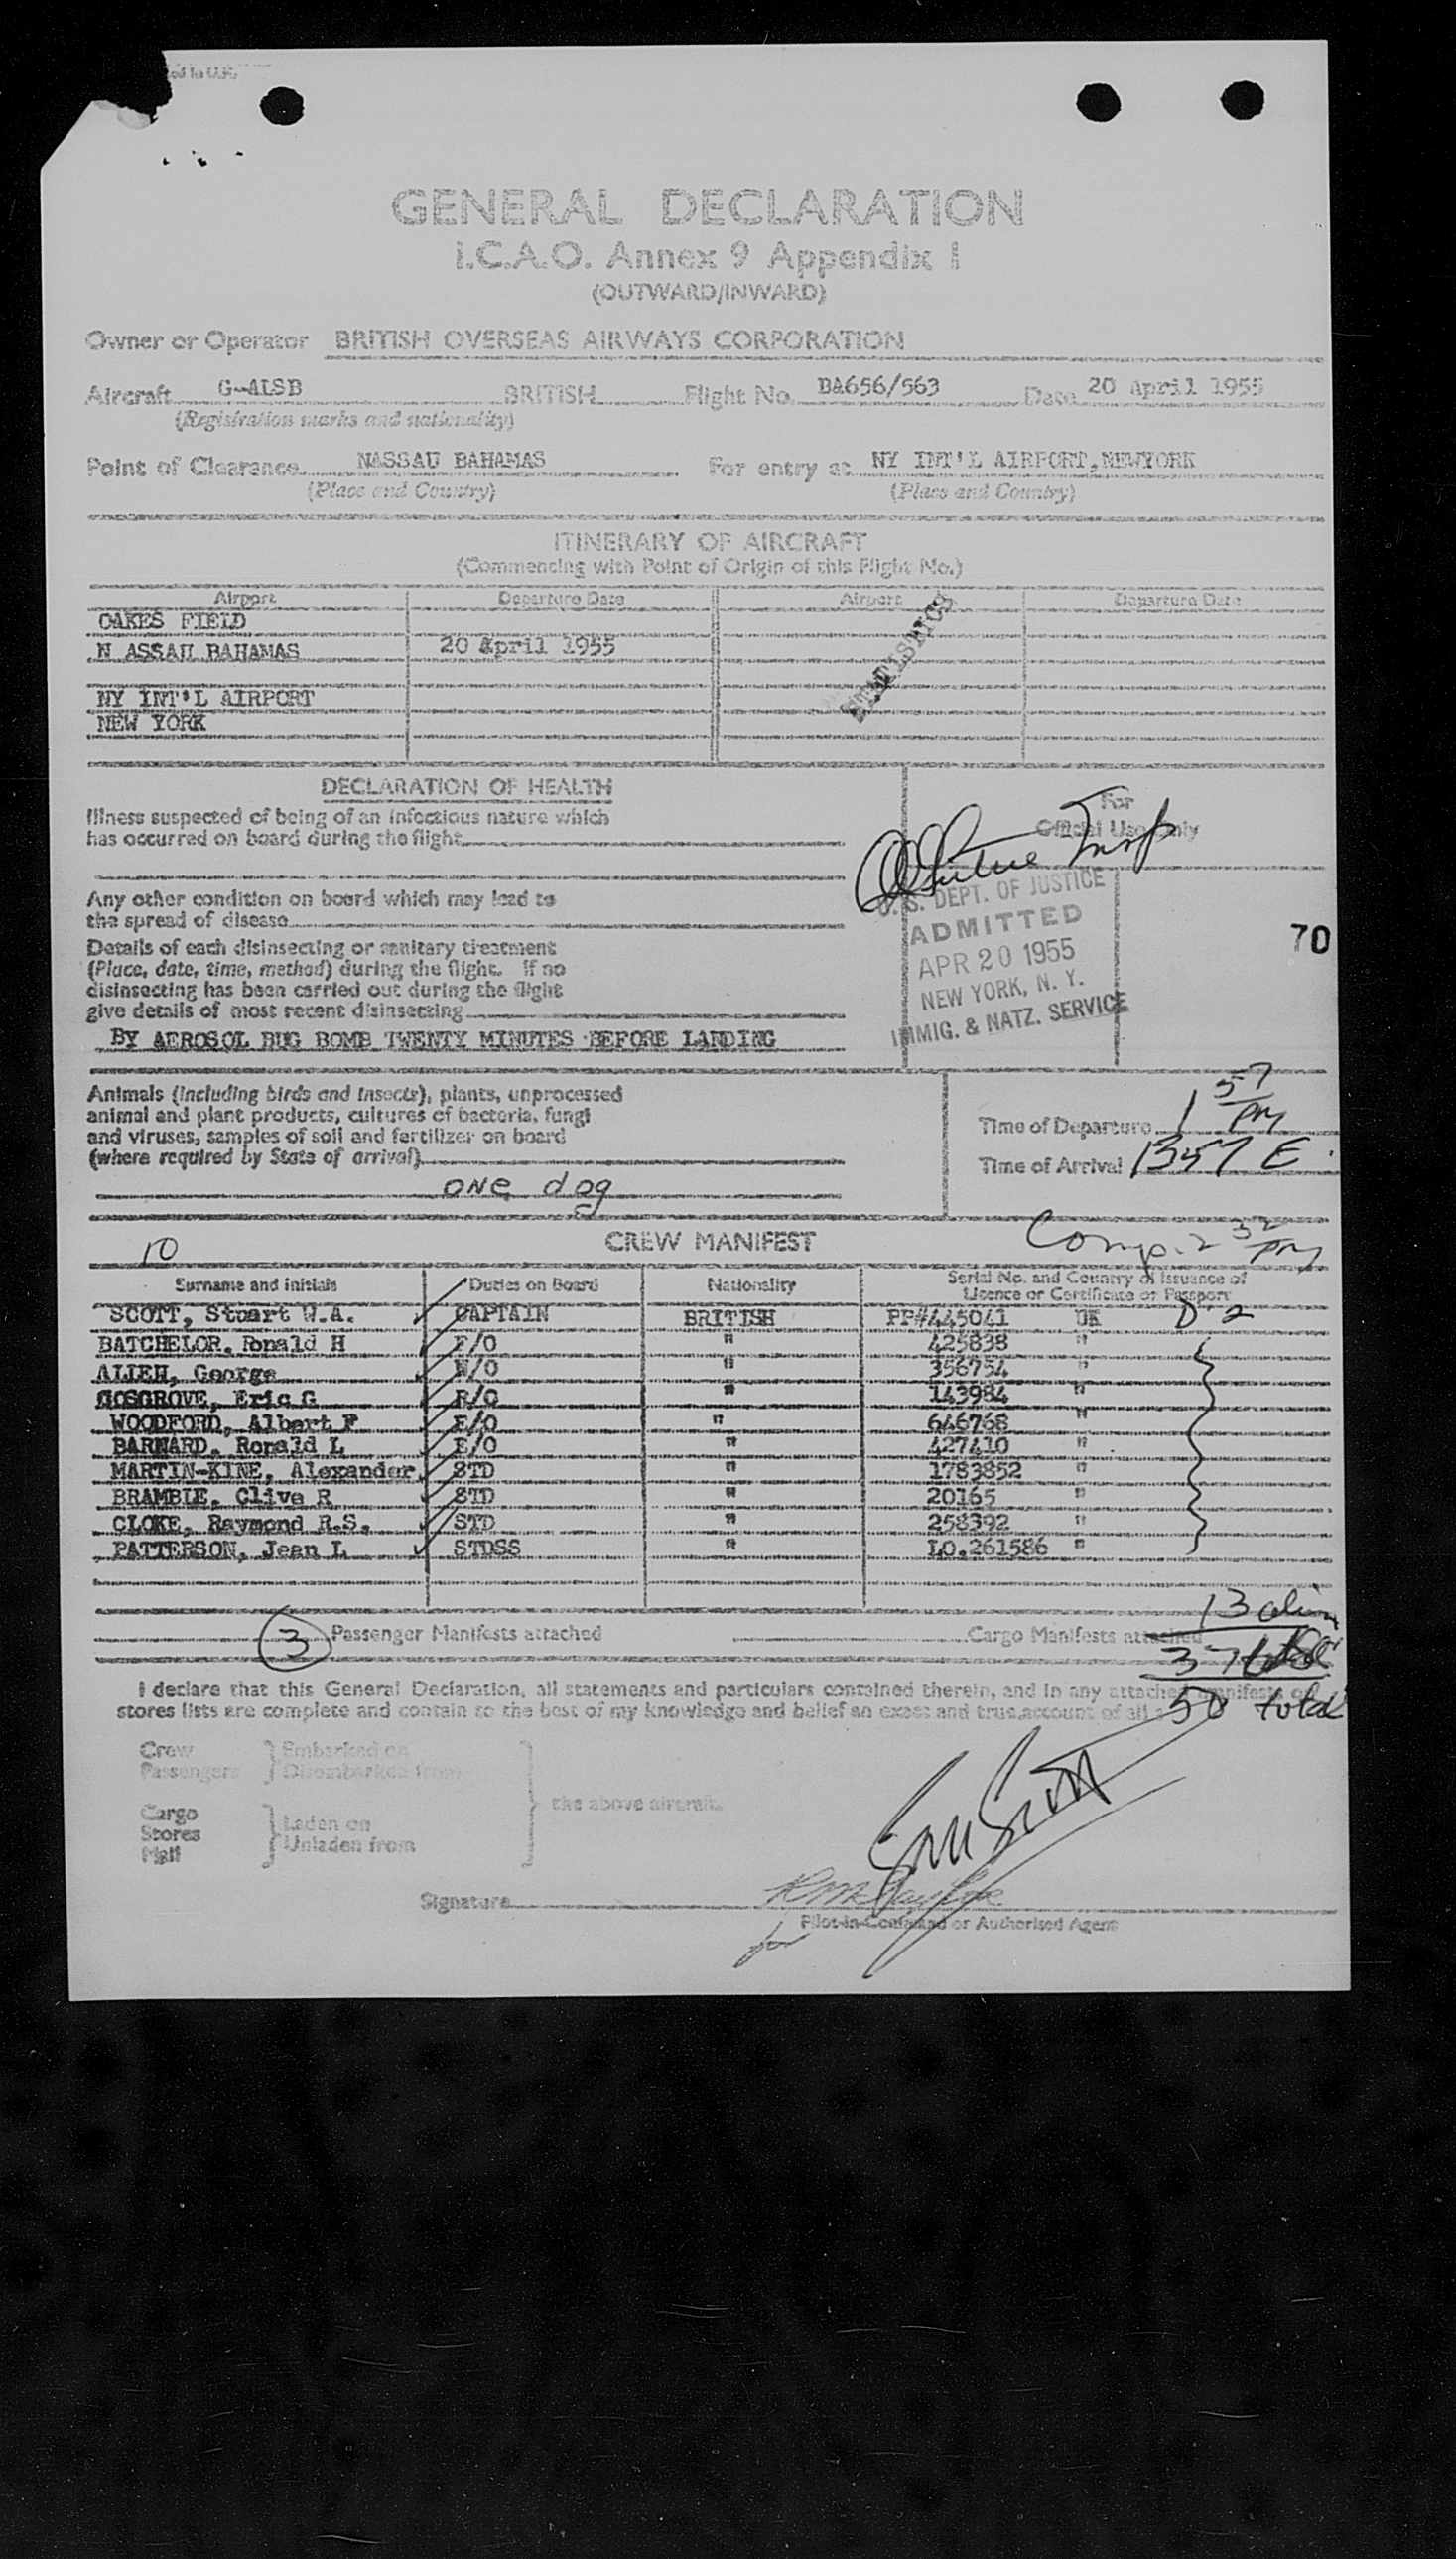 ed in U.K.
GENERAL DECLARATION
I.C.A.O. Annex 9 Appendix I
(OUTWARD/INWARD)
Owner or Operator BRITISH OVERSEAS AIRWAYS CORPORATION
Aircraft G-ALSB BRITISH Flight No. BA656/563 Date 20 April 1955
(Registration marks and nationality)
Point of Clearance NASSAU BAHAMAS For entry at NY INT'L AIRPORT,NEWYORK
(Place and Country) (Place and Country)
ITINERARY OF AIRCRAFT
(Commencing with Point of Origin of this Flight No.)
Airport Departure Date Airport Departure Date
OAKES FIELD
N ASSAU BAHAMAS 20 April 1955
STATISTICS
NY INT'L AIRPORT
NEW YORK
DECLARATION OF HEALTH
For
Official Use Only
Illness suspected of being of an infectious nature which
has occurred on board during the flight
Any other condition on board which may lead to
the spread of disease
U.S. DEPT. OF JUSTICE
ADMITTED
APR 20 1955
NEW YORK, N. Y.
IMMIG. & NATZ. SERVICE
70
Details of each disinsecting or sanitary treatment
(Place, date, time, method) during the flight. If no
disinsecting has been carried out during the flight
give details of most recent disinsecting
BY AEROSOL BUG BOMB TWENTY MINUTES BEFORE LANDING
Animals (including birds and insects), plants, unprocessed
animal and plant products, cultures of bacteria, fungi
and viruses, samples of soil and fertilizer on board
(where required by State of arrival)
one dog
Time of Departure 1 57 PM
Time of Arrival 1357 E
Comp. 2 32 PM
10
CREW MANIFEST
Surname and initials Duties on Board Nationality Serial No. and Country of Issuance of
Licence or Certificate or Passport
SCOTT, Stuart W.A. CAPTAIN BRITISH PP#445041 UK D-2
BATCHELOR, Ronald H F/O " 425838 "
ALIEH, George N/O " 356754 "
COSGROVE, Eric G R/O " 143984 "
WOODFORD, Albert F E/O " 646768 "
BARNARD, Ronald L E/O " 427410 "
MARTIN-KINE, Alexander STD " 1783852 "
BRAMBLE, Clive R STD " 20165 "
CLOKE, Raymond R.S. STD " 258392 "
PATTERSON, Jean L STDSS " LO.261586 "
13 alien
3 Passenger Manifests attached Cargo Manifests attached
37
50 total
I declare that this General Declaration, all statements and particulars contained therein, and in any attached manifests or
stores lists are complete and contain to the best of my knowledge and belief an exact and true account of all
Crew
Passengers
Embarked on
Disembarked from
Cargo
Stores
Mail
Laden on
Unladen from
the above aircraft.
Signature
for
Pilot-in-Command or Authorised Agent